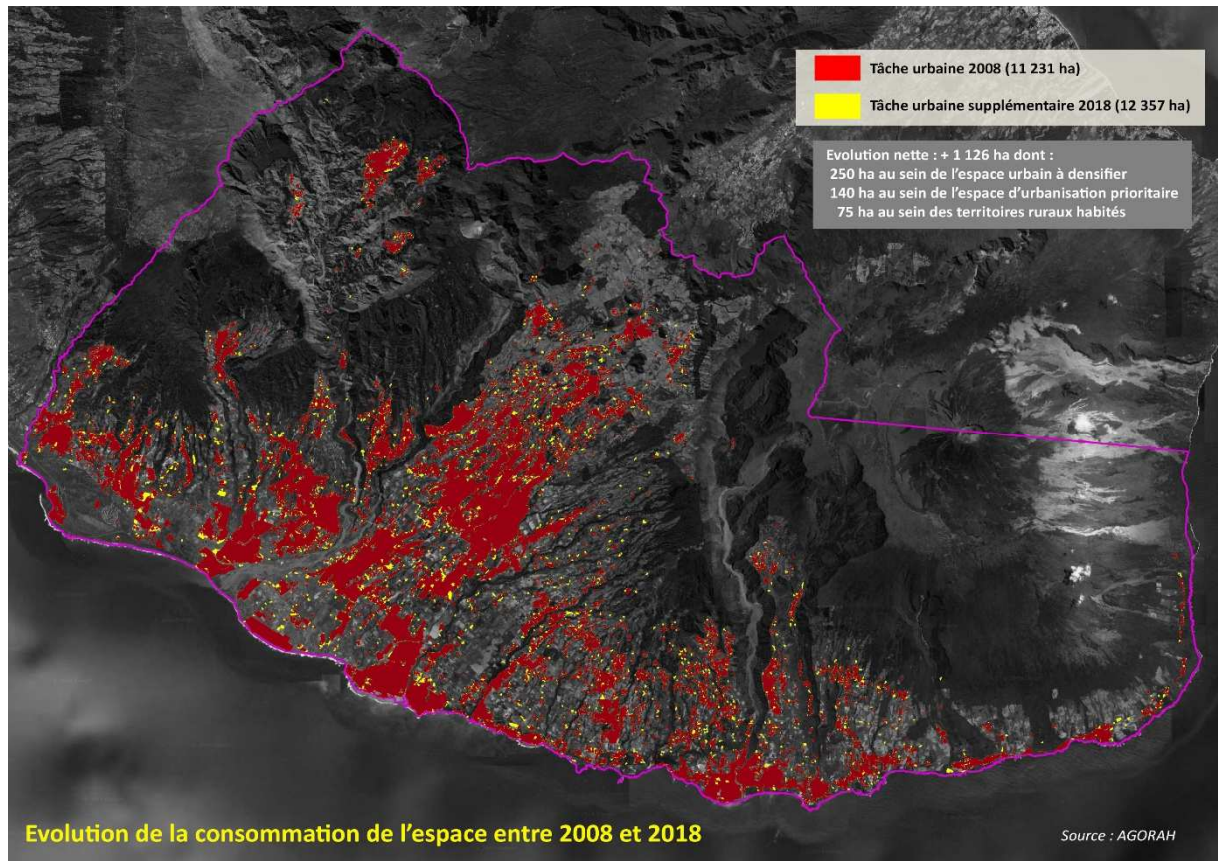 Tâche urbaine 2008 (11 231 ha)
Tâche urbaine supplémentaire 2018 (12 357 ha)
Evolution nette : + 1 126 ha dont :
250 ha au sein de l’espace urbain à densifier
140 ha au sein de l’espace d’urbanisation prioritaire
75 ha au sein des territoires ruraux habités
Evolution de la consommation de l’espace entre 2008 et 2018
Source : AGORAH